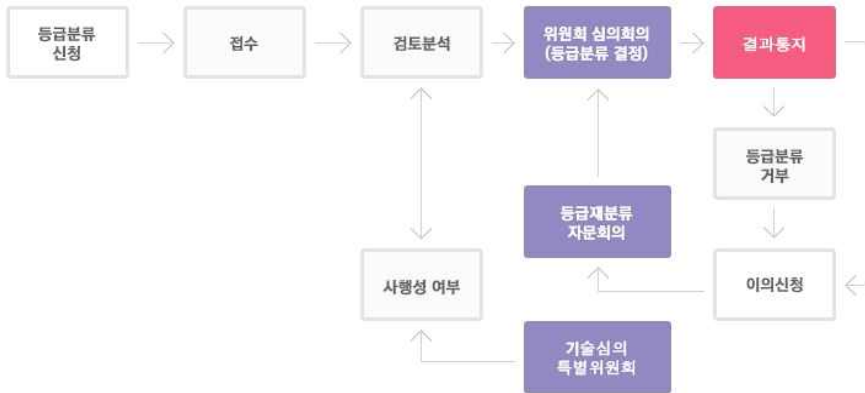 등급분류
신청
접수
검토분석
위원회 심의회의
(등급분류 결정)
결과통지
등급분류
거부
등급재분류
자문회의
사행성 여부
이의신청
기술심의
특별위원회